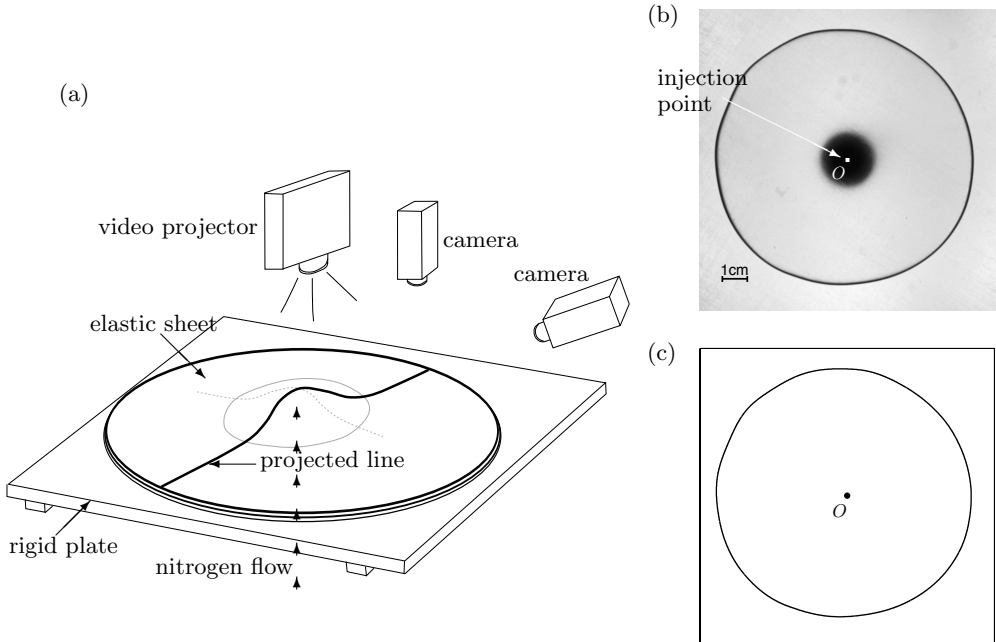 (a)
video projector
camera
camera
elastic sheet
projected line
rigid plate
nitrogen flow
(b)
injection
point
O
1cm
(c)
O